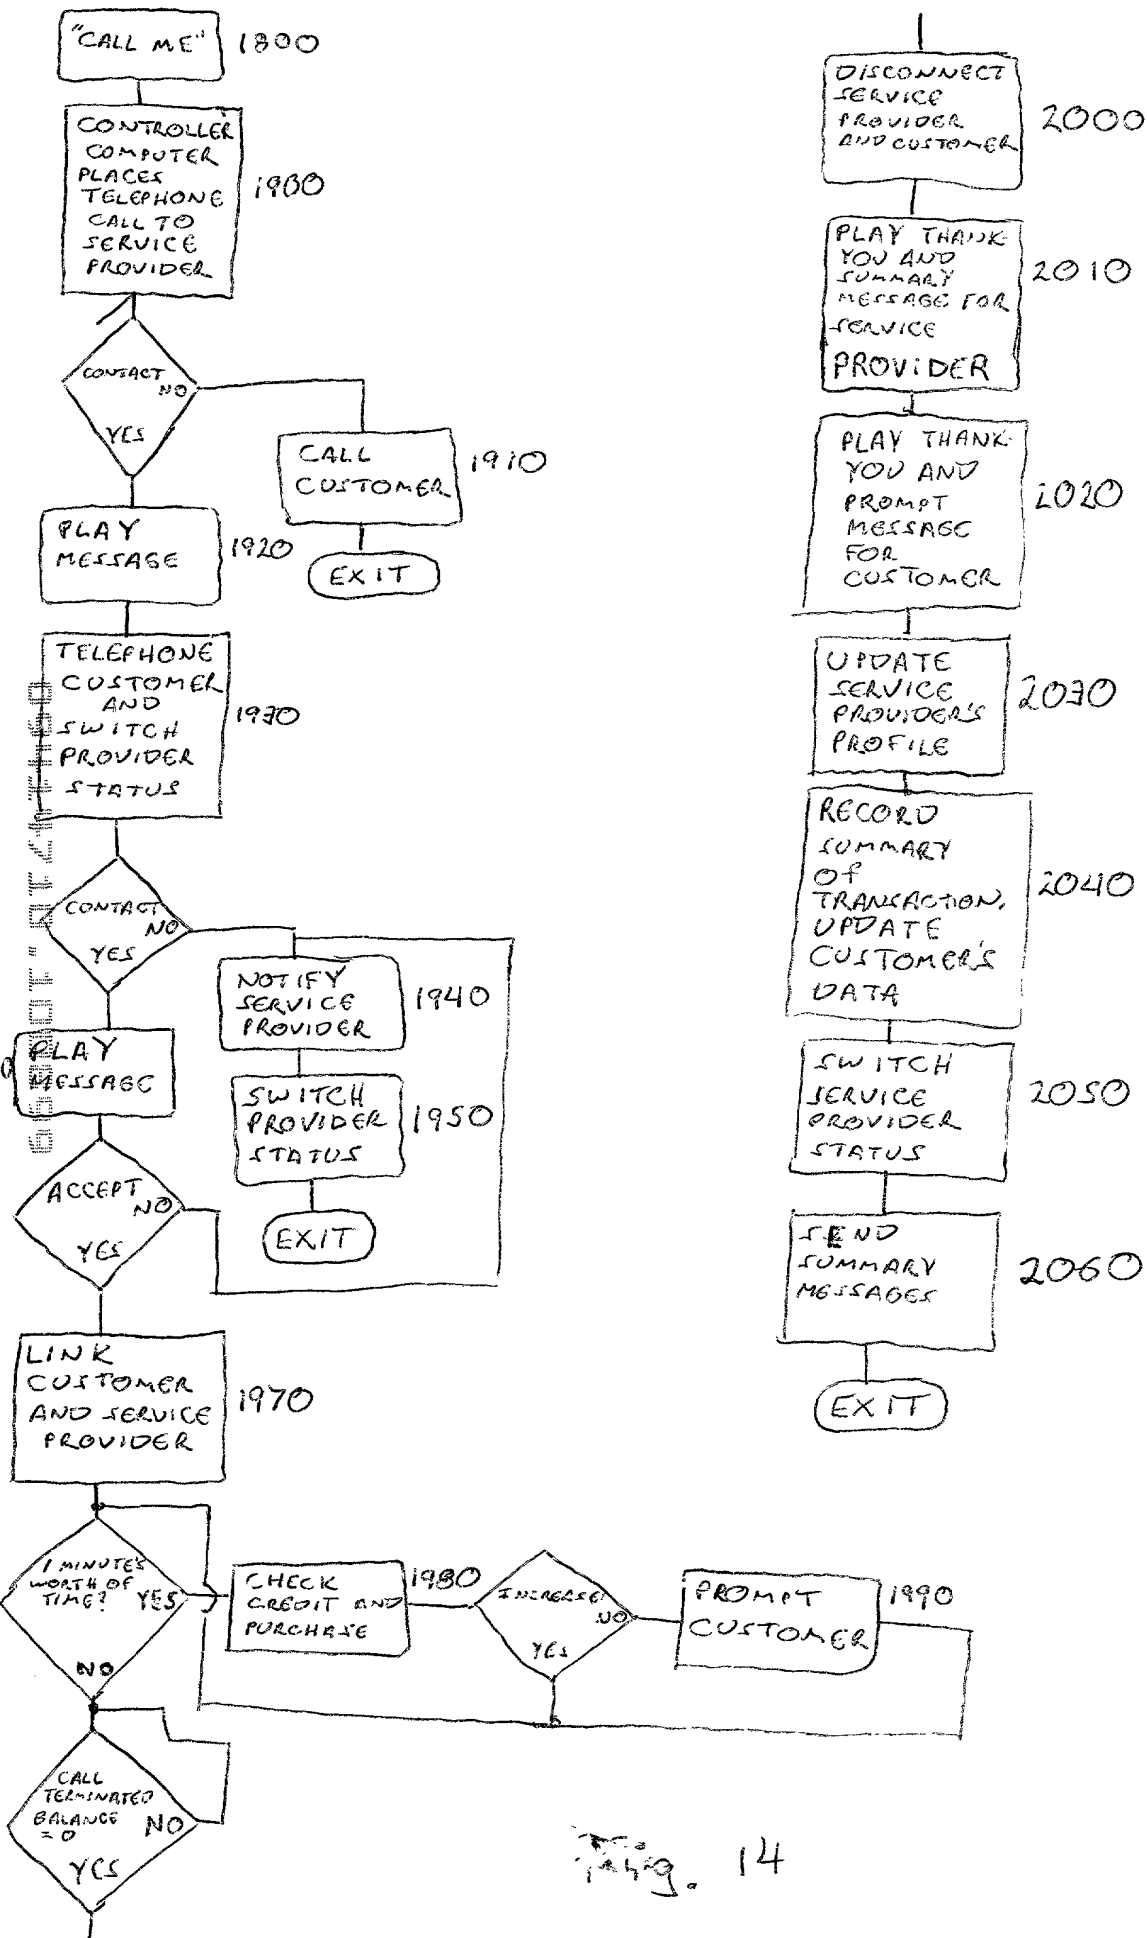 "CALL ME" 1800
CONTROLLER
COMPUTER
PLACES
TELEPHONE
CALL TO
SERVICE
PROVIDER
1900
CONTACT
NO
YES
CALL
CUSTOMER
1910
EXIT
PLAY
MESSAGE
1920
TELEPHONE
CUSTOMER
AND
SWITCH
PROVIDER
STATUS
1930
CONTACT
NO
YES
NOTIFY
SERVICE
PROVIDER
1940
SWITCH
PROVIDER
STATUS
1950
EXIT
PLAY
MESSAGE
ACCEPT
NO
YES
LINK
CUSTOMER
AND SERVICE
PROVIDER
1970
1 MINUTE'S
WORTH OF
TIME?
YES
NO
CHECK
CREDIT AND
PURCHASE
1980
INCREASE?
NO
YES
PROMPT
CUSTOMER
1990
CALL
TERMINATED
BALANCE
= 0
NO
YES
DISCONNECT
SERVICE
PROVIDER
AND CUSTOMER
2000
PLAY THANK
YOU AND
SUMMARY
MESSAGE FOR
SERVICE
PROVIDER
2010
PLAY THANK-
YOU AND
PROMPT
MESSAGE
FOR
CUSTOMER
2020
UPDATE
SERVICE
PROVIDER'S
PROFILE
2030
RECORD
SUMMARY
OF
TRANSACTION.
UPDATE
CUSTOMER'S
DATA
2040
SWITCH
SERVICE
PROVIDER
STATUS
2050
SEND
SUMMARY
MESSAGES
2060
EXIT
Fig. 14